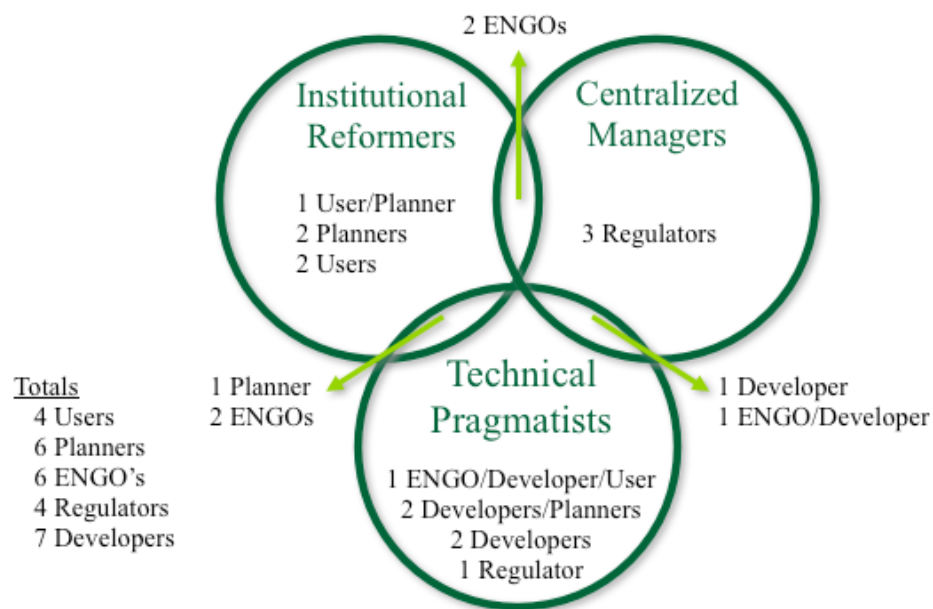 2 ENGOs
Institutional
Reformers
1 User/Planner
2 Planners
2 Users
Centralized
Managers
3 Regulators
1 Planner
2 ENGOs
Technical
Pragmatists
1 ENGO/Developer/User
2 Developers/Planners
2 Developers
1 Regulator
1 Developer
1 ENGO/Developer
Totals
4 Users
6 Planners
6 ENGO's
4 Regulators
7 Developers